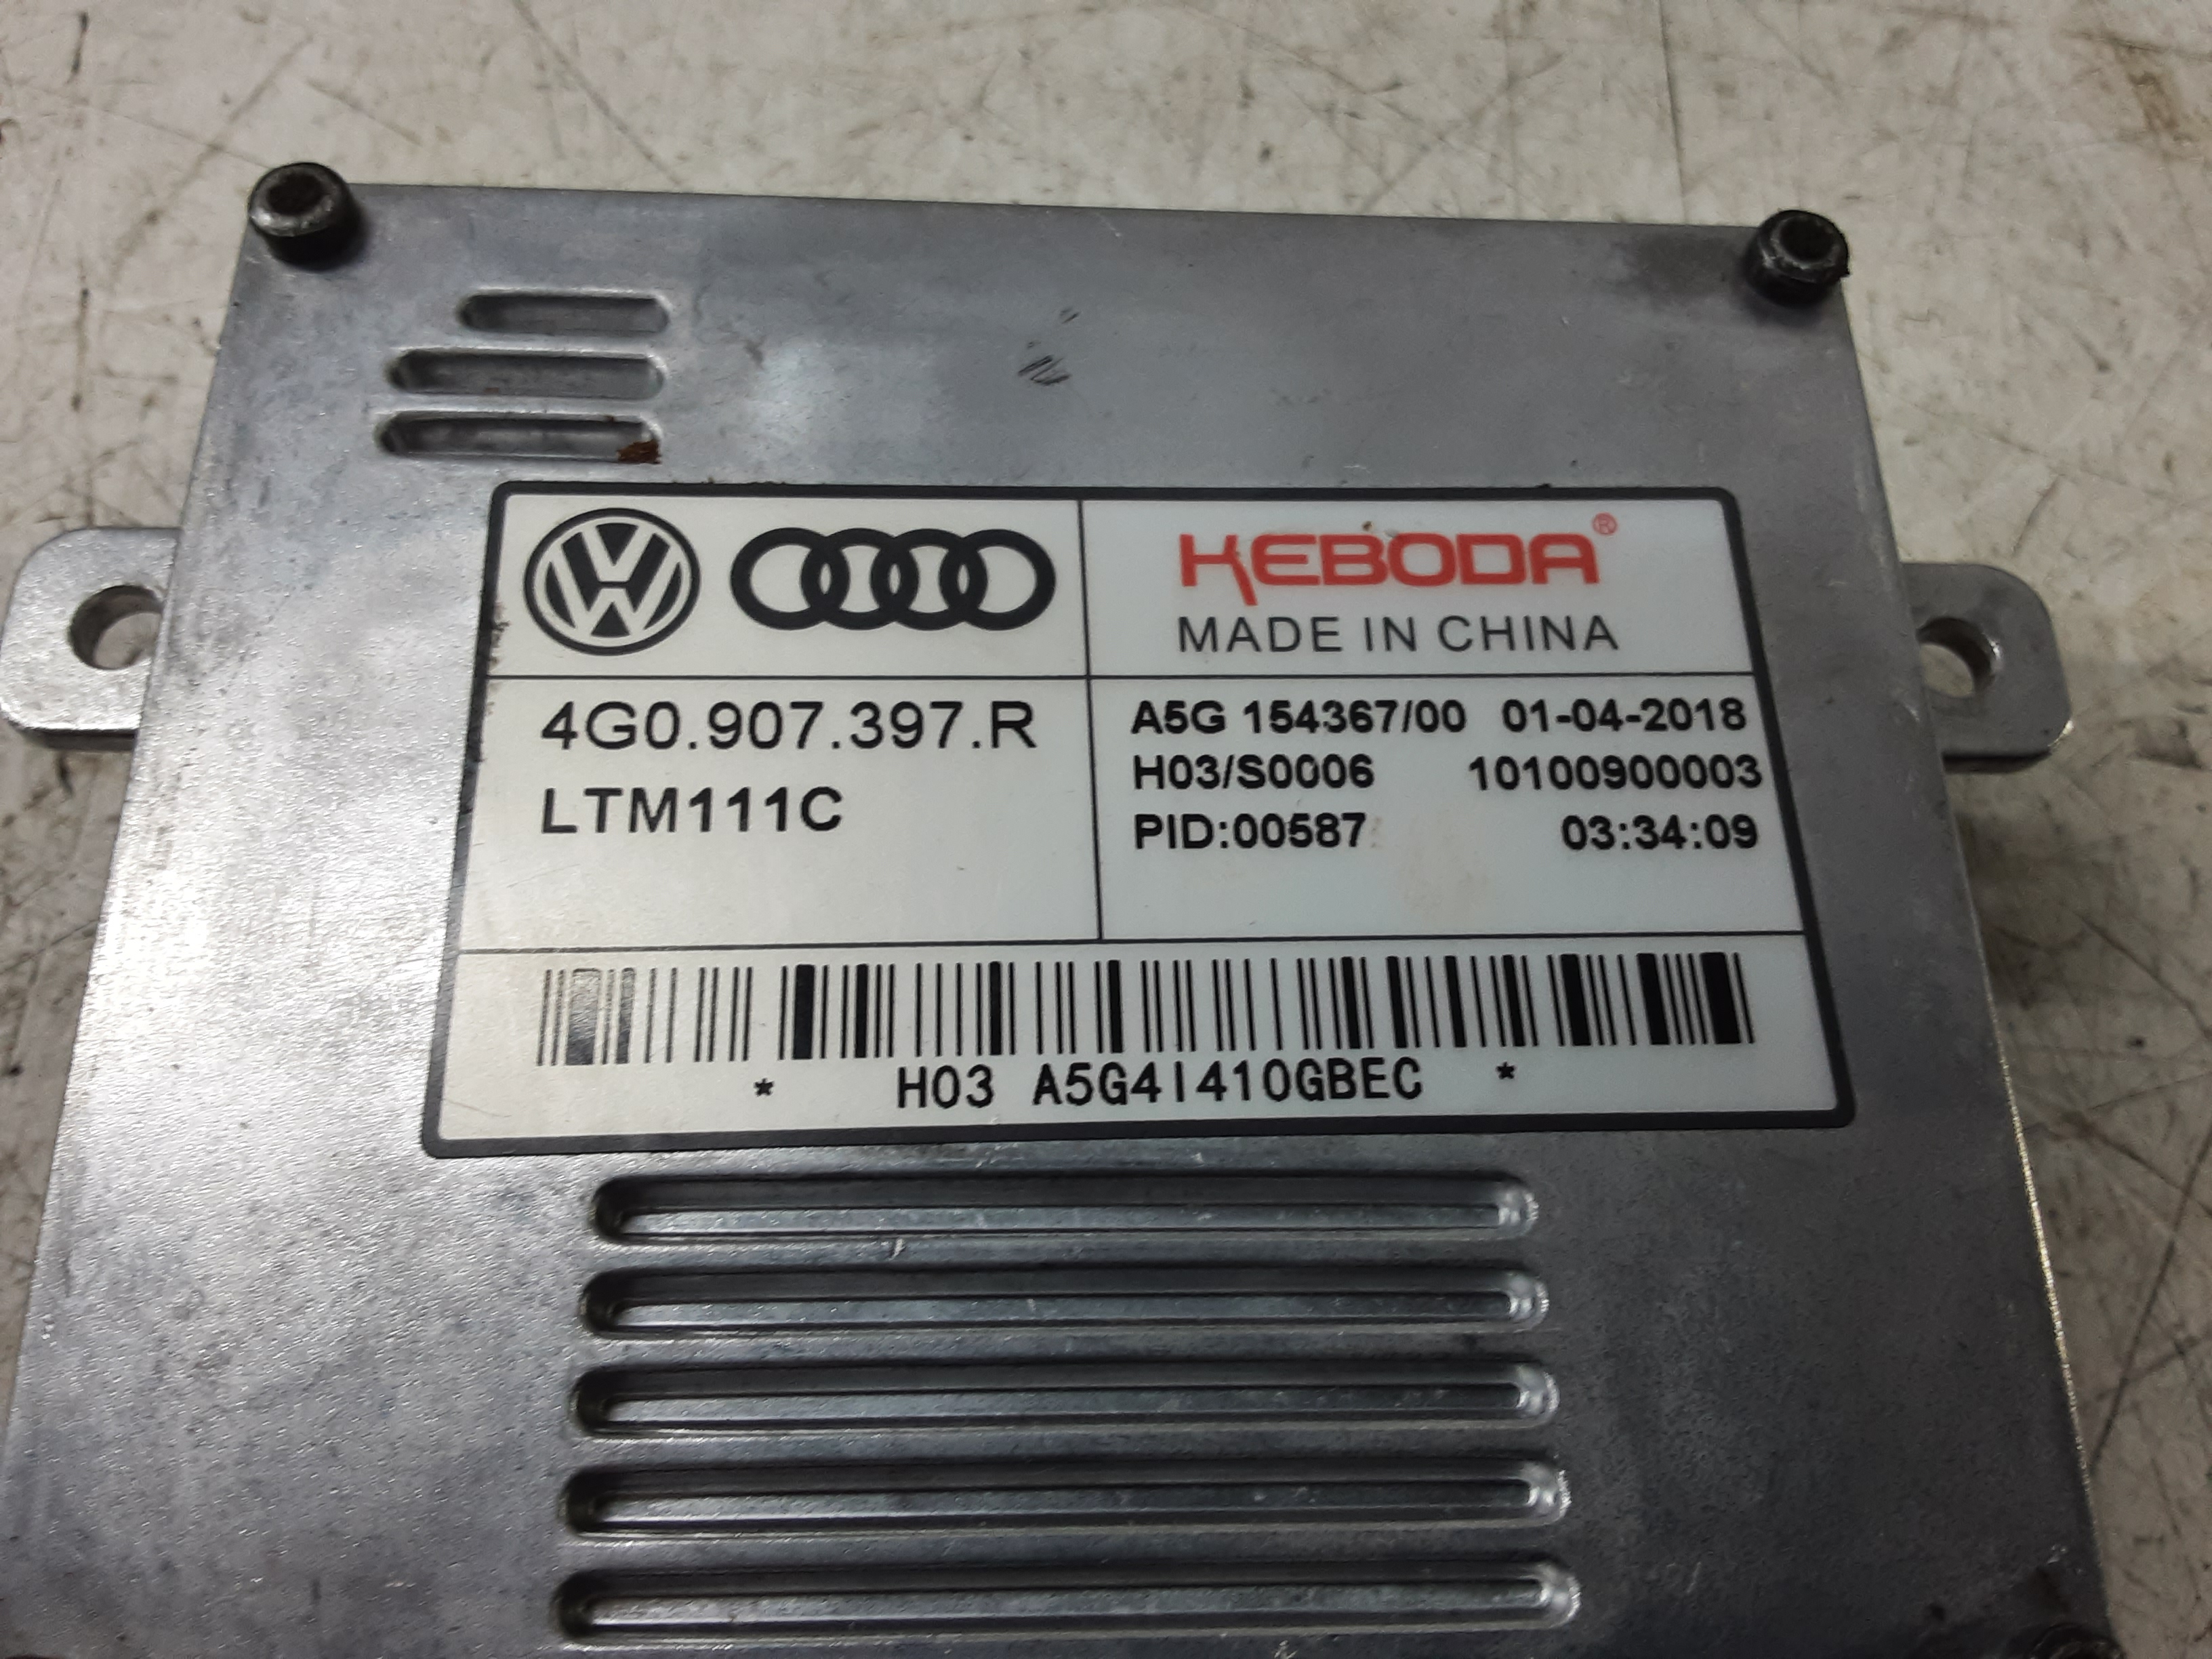 KEBODA®
MADE IN CHINA
4G0.907.397.R
LTM111C
A5G 154367/00 01-04-2018
H03/S0006 10100900003
PID:00587 03:34:09
* H03 A5G41410GBEC *